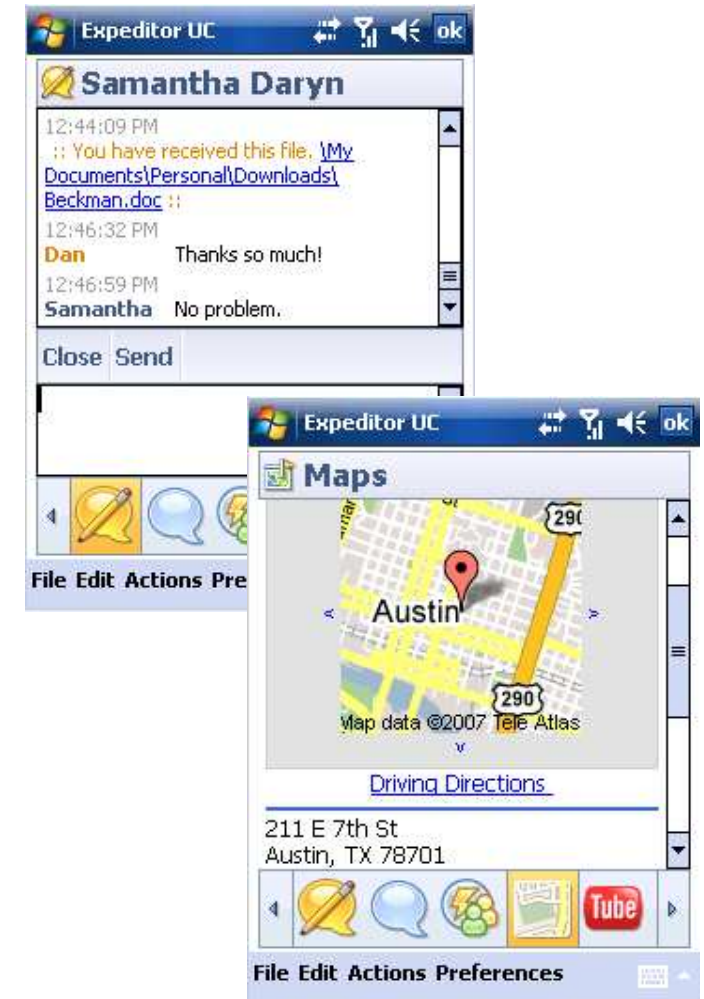 Expeditor UC ok
Samantha Daryn
12:44:09 PM
:: You have received this file. \My
Documents\Personal\Downloads\
Beckman.doc ::
12:46:32 PM
Dan Thanks so much!
12:46:59 PM
Samantha No problem.
Close Send
File Edit Actions Pre
Expeditor UC ok
Maps
290
Austin
290
Map data ©2007 Tele Atlas
Driving Directions
211 E 7th St
Austin, TX 78701
Tube
File Edit Actions Preferences